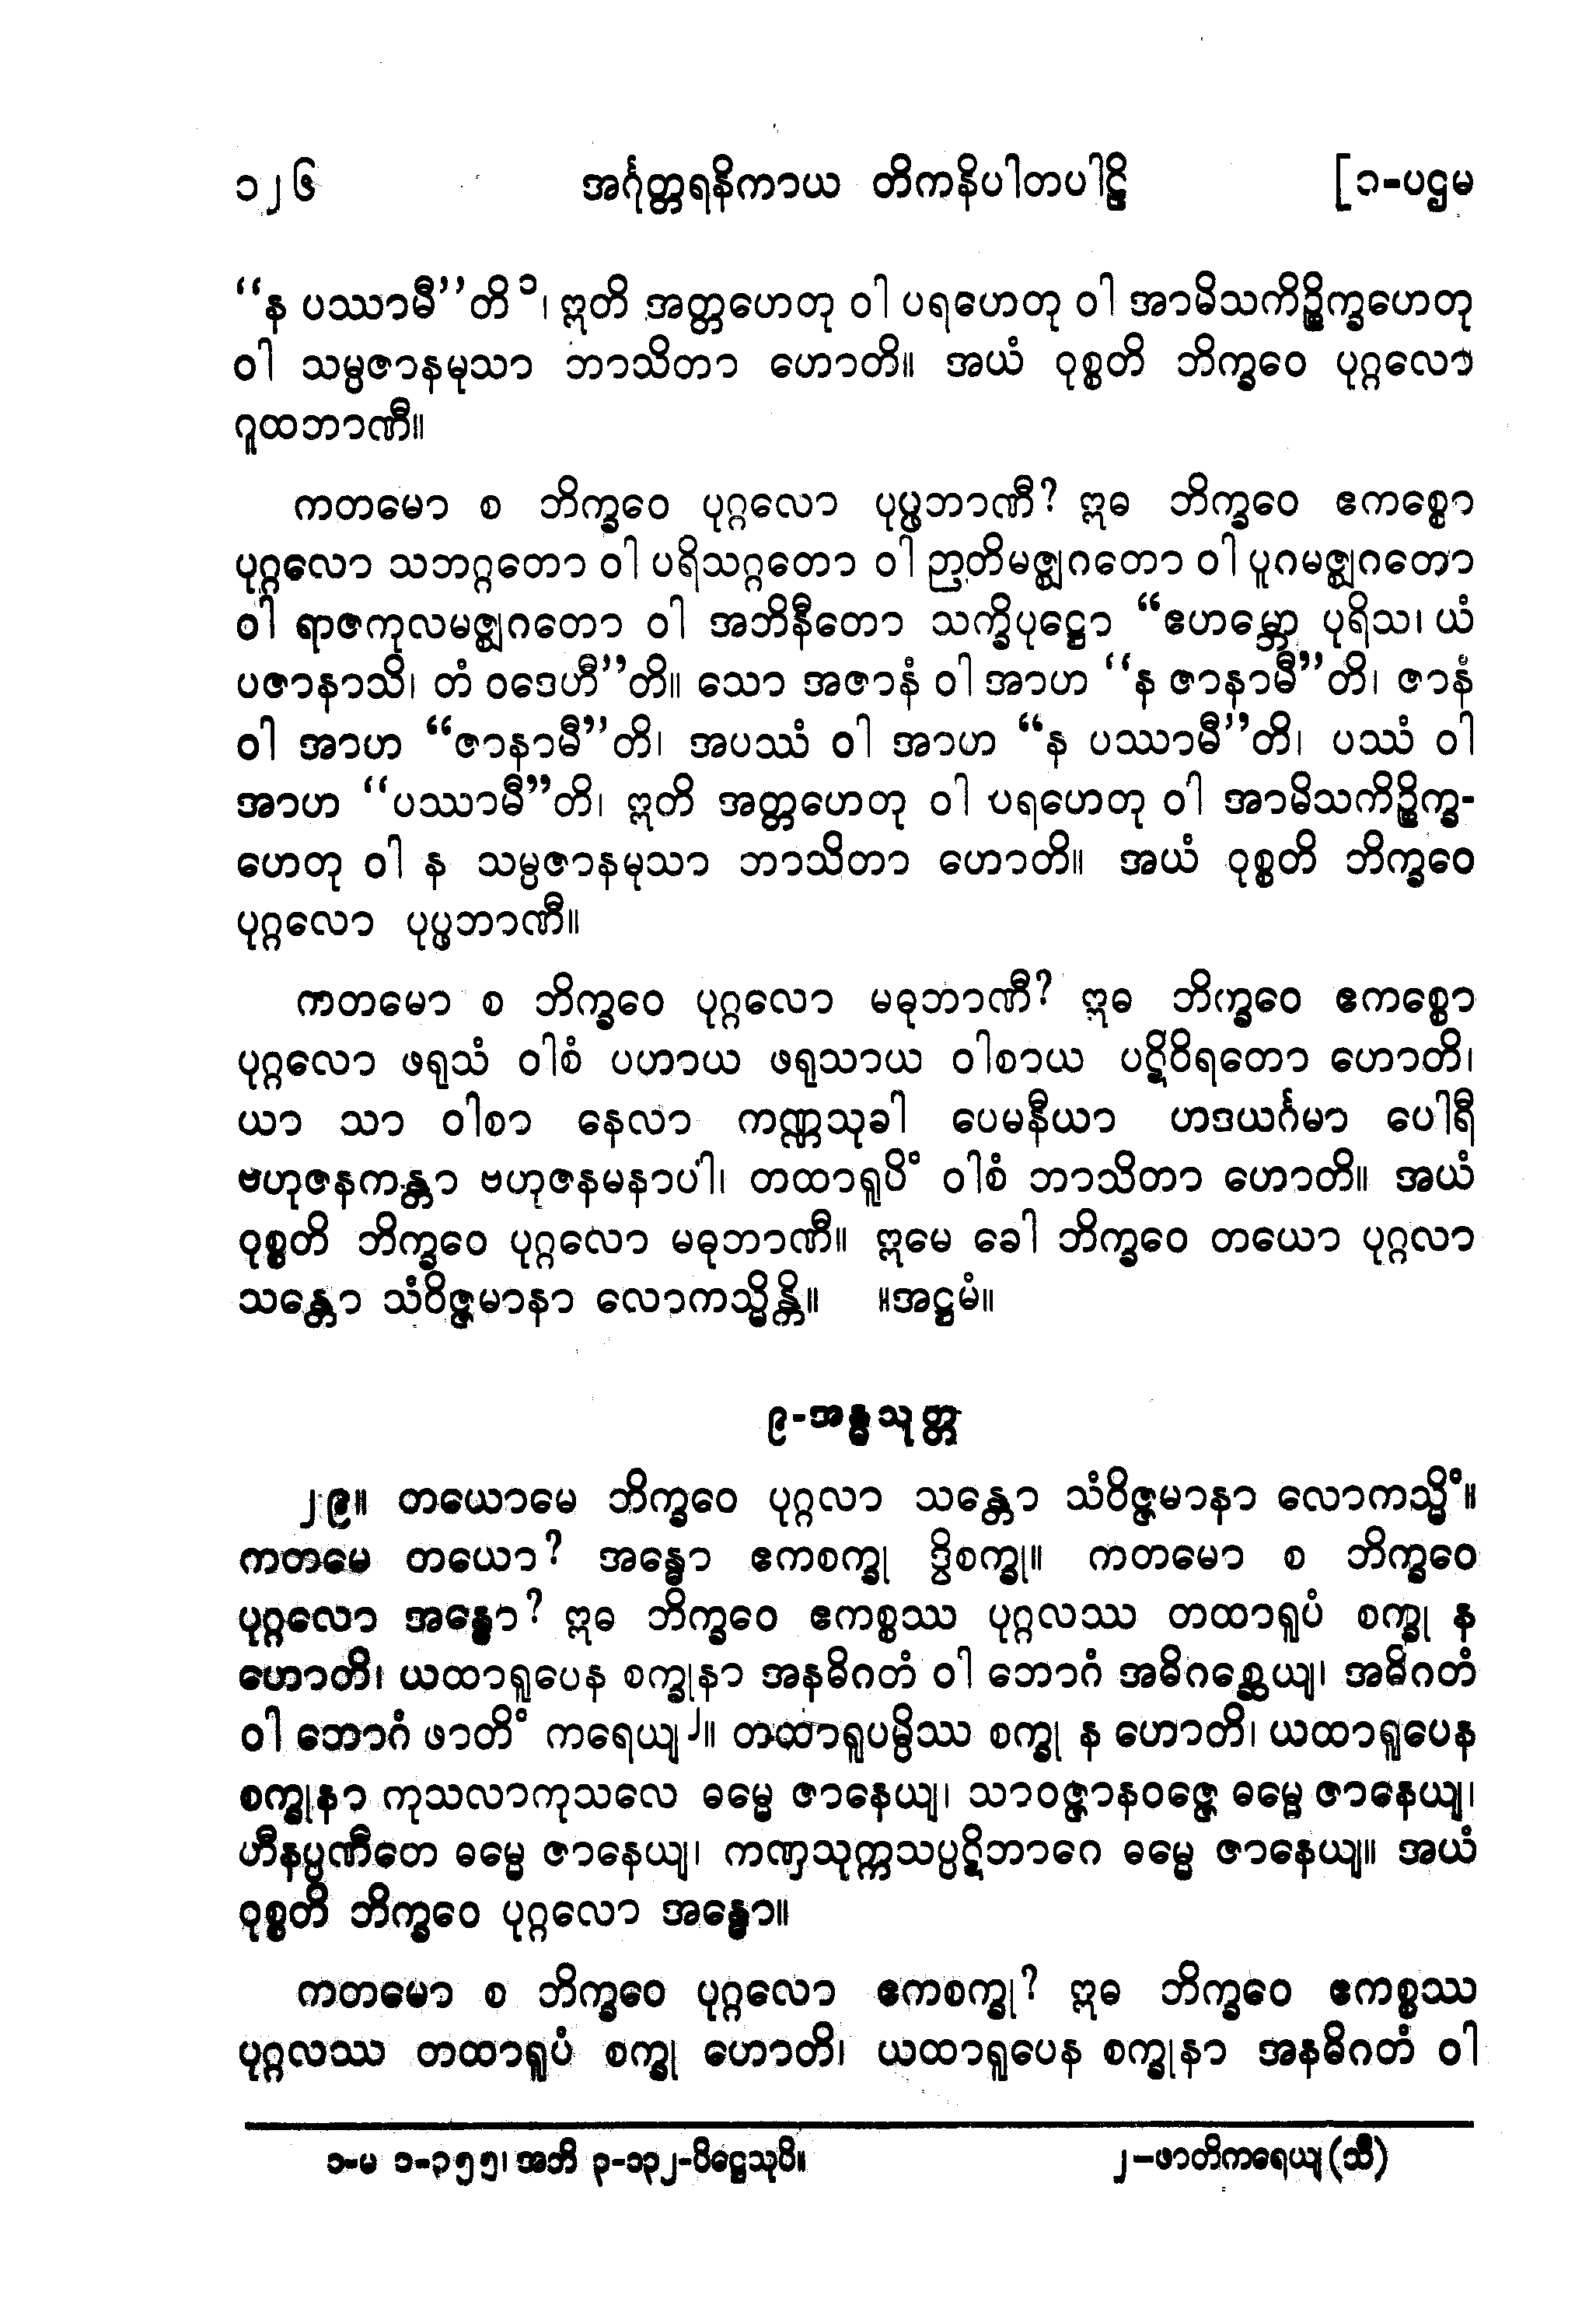 ၁၂၆ အင်္ဂုတ္တရနိကာယ တိကနိပါတပါဠိ [၁-ပဌမ
“န ပဿာမီ”တိ၁၊ ဣတိ အတ္တဟေတု ဝါ ပရဟေတု ဝါ အာမိသကိဉ္စိက္ခဟေတု
ဝါ သမ္ပဇာနမုသာ ဘာသိတာ ဟောတိ။ အယံ ဝုစ္စတိ ဘိက္ခဝေ ပုဂ္ဂလော
ဂူထဘာဏီ။
ကတမော စ ဘိက္ခဝေ ပုဂ္ဂလော ပုပ္ဖဘာဏီ? ဣဓ ဘိက္ခဝေ ဧကစ္စော
ပုဂ္ဂလော သဘဂ္ဂတော ဝါ ပရိသဂ္ဂတော ဝါ ဉာတိမဇ္ဈဂတော ဝါ ပူဂမဇ္ဈဂတော
ဝါ ရာဇကုလမဇ္ဈဂတော ဝါ အဘိနီတော သက္ခိပုဋ္ဌော “ဧဟမ္ဘော ပုရိသ၊ ယံ
ပဇာနာသိ၊ တံ ဝဒေဟီ”တိ။ သော အဇာနံ ဝါ အာဟ “န ဇာနာမီ”တိ၊ ဇာနံ
ဝါ အာဟ “ဇာနာမီ”တိ၊ အပဿံ ဝါ အာဟ “န ပဿာမီ”တိ၊ ပဿံ ဝါ
အာဟ “ပဿာမီ”တိ၊ ဣတိ အတ္တဟေတု ဝါ ပရဟေတု ဝါ အာမိသကိဉ္စိက္ခ-
ဟေတု ဝါ န သမ္ပဇာနမုသာ ဘာသိတာ ဟောတိ။ အယံ ဝုစ္စတိ ဘိက္ခဝေ
ပုဂ္ဂလော ပုပ္ဖဘာဏီ။
ကတမော စ ဘိက္ခဝေ ပုဂ္ဂလော မဓုဘာဏီ? ဣဓ ဘိက္ခဝေ ဧကစ္စော
ပုဂ္ဂလော ဖရုသံ ဝါစံ ပဟာယ ဖရုသာယ ဝါစာယ ပဋိဝိရတော ဟောတိ၊
ယာ သာ ဝါစာ နေလာ ကဏ္ဏသုခါ ပေမနီယာ ဟဒယင်္ဂမာ ပေါရီ
ဗဟုဇနကန္တာ ဗဟုဇနမနာပါ၊ တထာရူပိံ ဝါစံ ဘာသိတာ ဟောတိ။ အယံ
ဝုစ္စတိ ဘိက္ခဝေ ပုဂ္ဂလော မဓုဘာဏီ။ ဣမေ ခေါ ဘိက္ခဝေ တယော ပုဂ္ဂလာ
သန္တော သံဝိဇ္ဇမာနာ လောကသ္မိန္တိ။ ။အဋ္ဌမံ။
၉-အန္ဓသုတ္တ
၂၉။ တယောမေ ဘိက္ခဝေ ပုဂ္ဂလာ သန္တော သံဝိဇ္ဇမာနာ လောကသ္မိံ။
ကတမေ တယော? အန္ဓော ဧကစက္ခု ဒွိစက္ခု။ ကတမော စ ဘိက္ခဝေ
ပုဂ္ဂလော အန္ဓော? ဣဓ ဘိက္ခဝေ ဧကစ္စဿ ပုဂ္ဂလဿ တထာရူပံ စက္ခု န
ဟောတိ၊ ယထာရူပေန စက္ခုနာ အနဓိဂတံ ဝါ ဘောဂံ အဓိဂစ္ဆေယျ၊ အဓိဂတံ
ဝါ ဘောဂံ ဖာတိံ ကရေယျ၂။ တထာရူပမ္ပိဿ စက္ခု န ဟောတိ၊ ယထာရူပေန
စက္ခုနာ ကုသလာကုသလေ ဓမ္မေ ဇာနေယျ၊ သာဝဇ္ဇာနဝဇ္ဇေ ဓမ္မေ ဇာနေယျ၊
ဟီနပ္ပဏီတေ ဓမ္မေ ဇာနေယျ၊ ကဏှသုက္ကသပ္ပဋိဘာဂေ ဓမ္မေ ဇာနေယျ။ အယံ
ဝုစ္စတိ ဘိက္ခဝေ ပုဂ္ဂလော အန္ဓော။
ကတမော စ ဘိက္ခဝေ ပုဂ္ဂလော ဧကစက္ခု? ဣဓ ဘိက္ခဝေ ဧကစ္စဿ
ပုဂ္ဂလဿ တထာရူပံ စက္ခု ဟောတိ၊ ယထာရူပေန စက္ခုနာ အနဓိဂတံ ဝါ
၁-မ ၁-၃၅၅၊ အဘိ ၃-၁၃၂-ပိဋ္ဌေသုပိ။ ၂-ဖာတိကရေယျ (သီ)